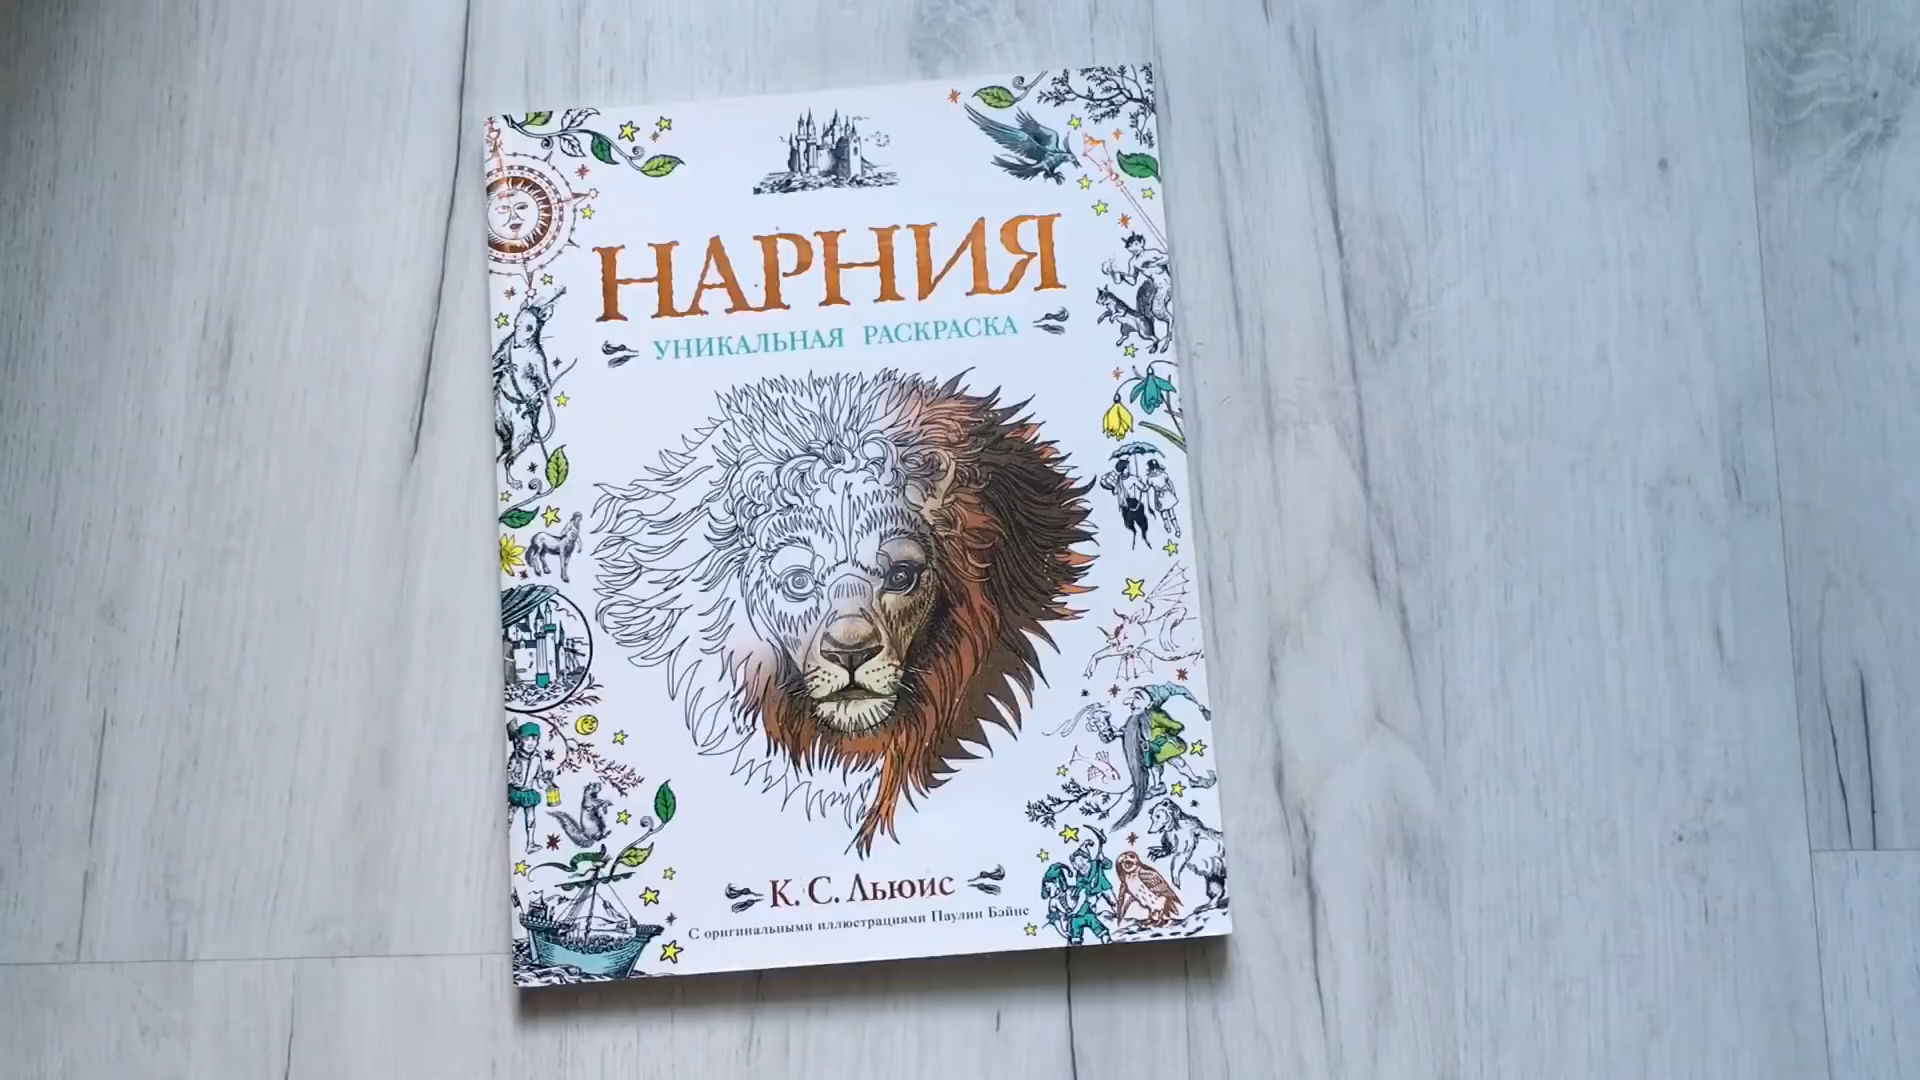 НАРНИЯ
УНИКАЛЬНАЯ РАСКРАСКА
К. С. Льюис
С оригинальными иллюстрациями Паулин Бэйнс